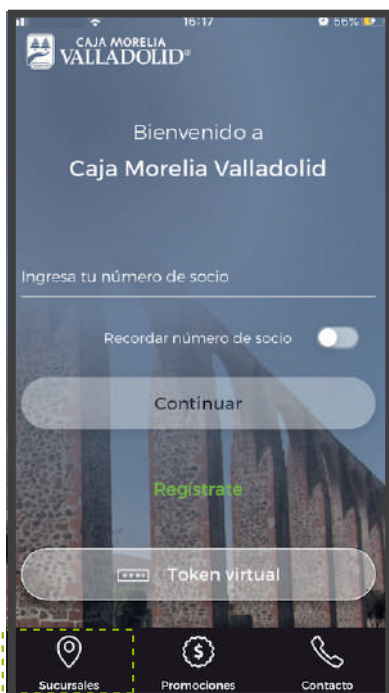 16:17
56%
CAJA MORELIA
VALLADOLID®
Bienvenido a
Caja Morelia Valladolid
Ingresa tu número de socio
Recordar número de socio
Continuar
Regístrate
Token virtual
Sucursales Promociones Contacto